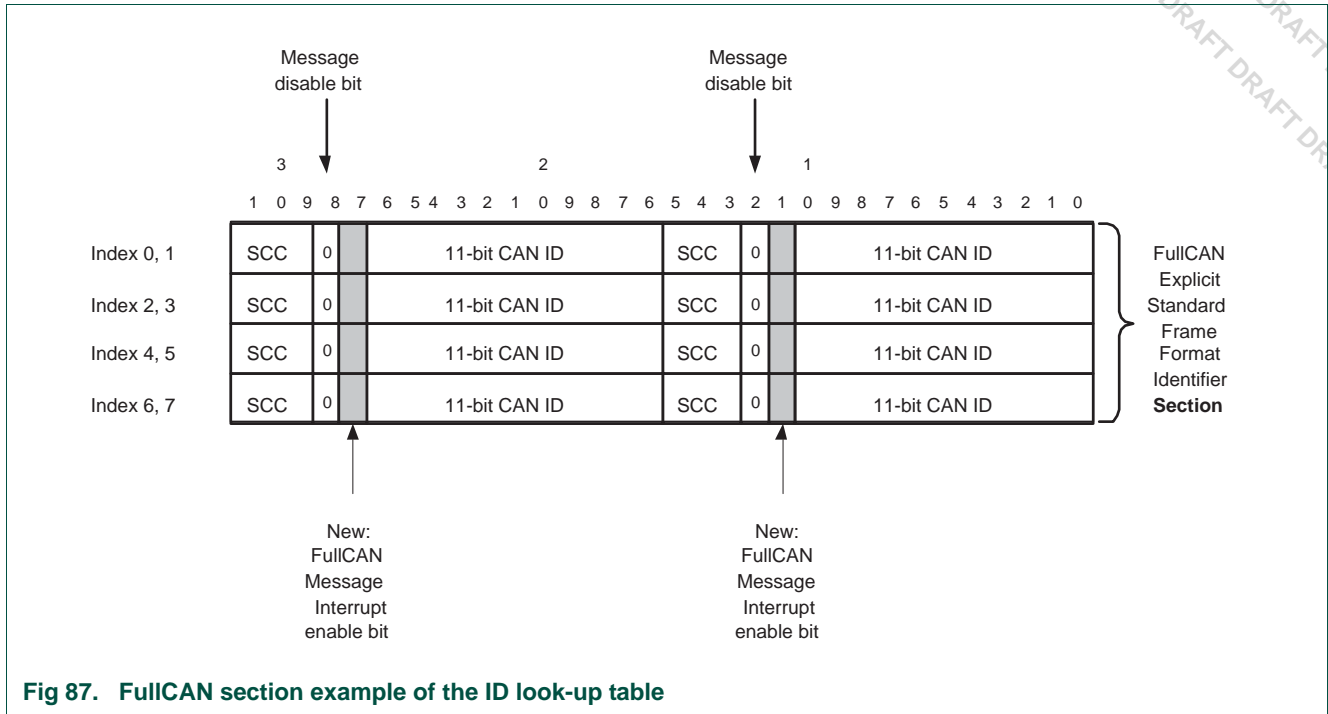 DRAFT DRAFT DRAFT
Message
disable bit
Message
disable bit
3 2 1
1 0 9 8 7 6 5 4 3 2 1 0 9 8 7 6 5 4 3 2 1 0 9 8 7 6 5 4 3 2 1 0
Index 0, 1 SCC 0 11-bit CAN ID SCC 0 11-bit CAN ID
Index 2, 3 SCC 0 11-bit CAN ID SCC 0 11-bit CAN ID
Index 4, 5 SCC 0 11-bit CAN ID SCC 0 11-bit CAN ID
Index 6, 7 SCC 0 11-bit CAN ID SCC 0 11-bit CAN ID
FullCAN
Explicit
Standard
Frame
Format
Identifier
Section
New:
FullCAN
Message
Interrupt
enable bit
New:
FullCAN
Message
Interrupt
enable bit
Fig 87. FullCAN section example of the ID look-up table